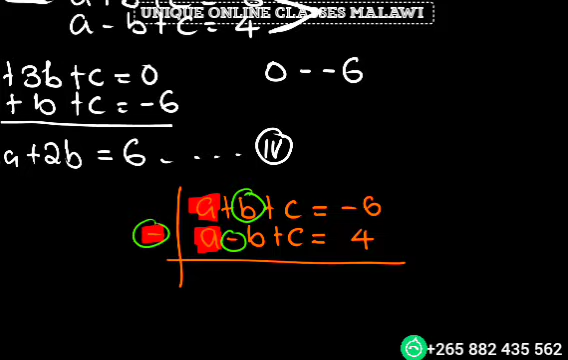 UNIQUE ONLINE CLASSES MALAWI
a - b + c = 4
+3b + c = 0
0 - - 6
+ b + c = -6
a + 2b = 6 - . . . . (IV)
a + b + c = -6
-
a - b + c = 4
+265 882 435 562